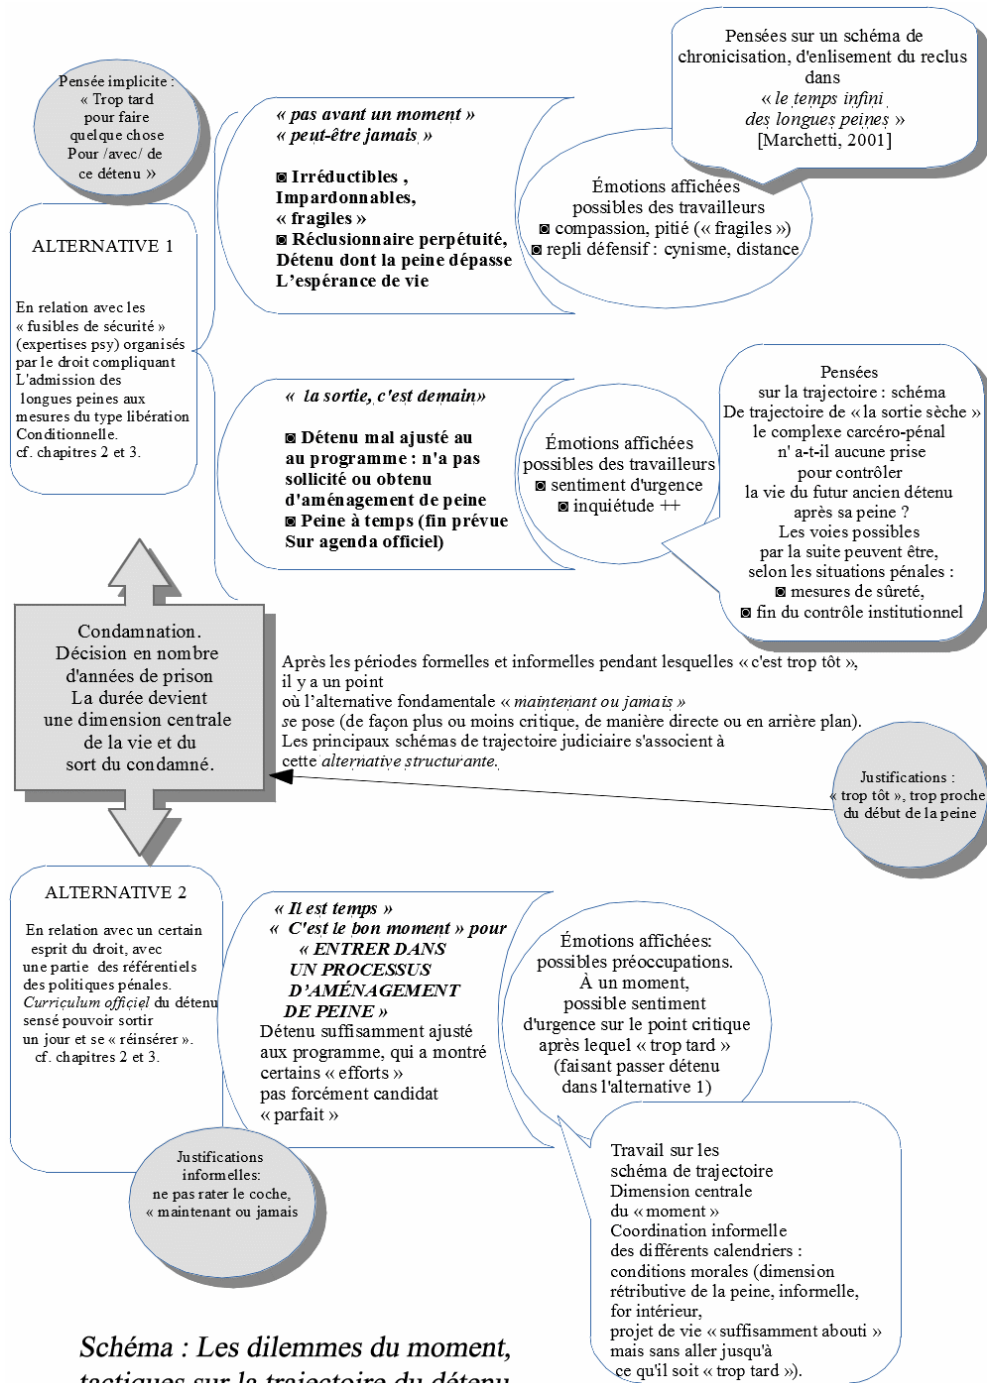 Pensées sur un schéma de
chronicisation, d'enlisement du reclus
dans
« le temps infini
des longues peines »
[Marchetti, 2001]
Pensée implicite :
« Trop tard
pour faire
quelque chose
Pour /avec/ de
ce détenu »
« pas avant un moment »
« peut-être jamais »
◙ Irréductibles ,
Impardonnables,
« fragiles »
◙ Réclusionnaire perpétuité,
Détenu dont la peine dépasse
L'espérance de vie
Émotions affichées
possibles des travailleurs
◙ compassion, pitié (« fragiles »)
◙ repli défensif : cynisme, distance
ALTERNATIVE 1
En relation avec les
« fusibles de sécurité »
(expertises psy) organisés
par le droit compliquant
L'admission des
longues peines aux
mesures du type libération
Conditionnelle.
cf. chapitres 2 et 3.
« la sortie, c'est demain»
◙ Détenu mal ajusté au
au programme : n'a pas
sollicité ou obtenu
d'aménagement de peine
◙ Peine à temps (fin prévue
Sur agenda officiel)
Émotions affichées
possibles des travailleurs
◙ sentiment d'urgence
◙ inquiétude ++
Pensées
sur la trajectoire : schéma
De trajectoire de « la sortie sèche »
le complexe carcéro-pénal
n' a-t-il aucune prise
pour contrôler
la vie du futur ancien détenu
après sa peine ?
Les voies possibles
par la suite peuvent être,
selon les situations pénales :
◙ mesures de sûreté,
◙ fin du contrôle institutionnel
Condamnation.
Décision en nombre
d'années de prison
La durée devient
une dimension centrale
de la vie et du
sort du condamné.
Après les périodes formelles et informelles pendant lesquelles « c'est trop tôt »,
il y a un point
où l'alternative fondamentale « maintenant ou jamais »
se pose (de façon plus ou moins critique, de manière directe ou en arrière plan).
Les principaux schémas de trajectoire judiciaire s'associent à
cette alternative structurante.
Justifications :
« trop tôt », trop proche
du début de la peine
ALTERNATIVE 2
En relation avec un certain
esprit du droit, avec
une partie des référentiels
des politiques pénales.
Curriculum officiel du détenu
sensé pouvoir sortir
un jour et se « réinsérer ».
cf. chapitres 2 et 3.
« Il est temps »
« C'est le bon moment » pour
« ENTRER DANS
UN PROCESSUS
D'AMÉNAGEMENT
DE PEINE »
Détenu suffisamment ajusté
aux programme, qui a montré
certains « efforts »
pas forcément candidat
« parfait »
Émotions affichées:
possibles préoccupations.
À un moment,
possible sentiment
d'urgence sur le point critique
après lequel « trop tard »
(faisant passer détenu
dans l'alternative 1)
Justifications
informelles:
ne pas rater le coche,
« maintenant ou jamais
Travail sur les
schéma de trajectoire
Dimension centrale
du « moment »
Coordination informelle
des différents calendriers :
conditions morales (dimension
rétributive de la peine, informelle,
for intérieur,
projet de vie « suffisamment abouti »
mais sans aller jusqu'à
ce qu'il soit « trop tard »).
Schéma : Les dilemmes du moment,
tactiques sur la trajectoire du détenu